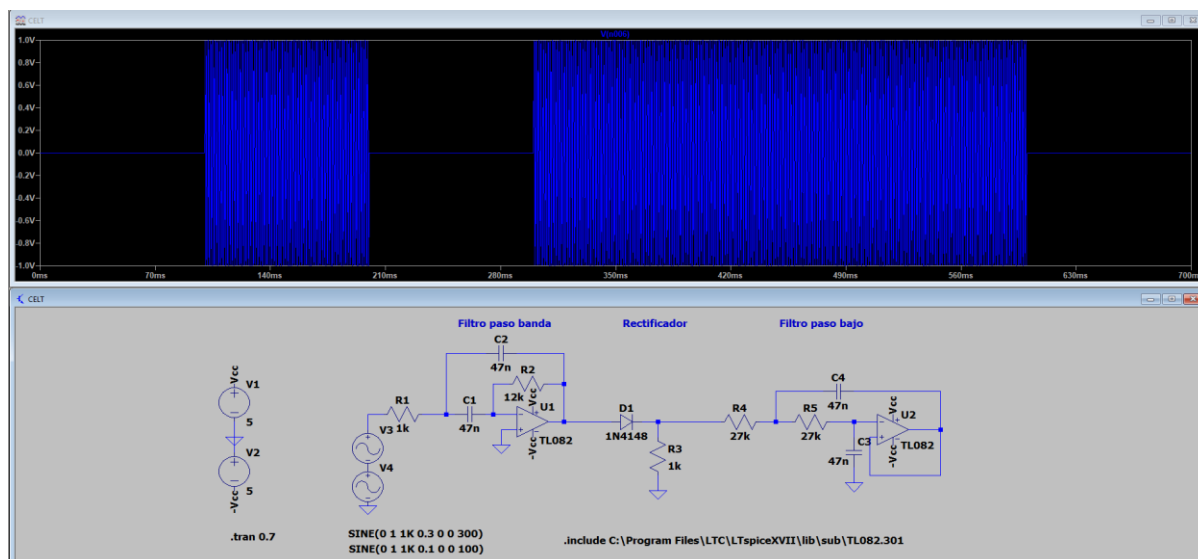 CELT
V(n005)
1.0V
0.8V
0.6V
0.4V
0.2V
0.0V
-0.2V
-0.4V
-0.6V
-0.8V
-1.0V
0ms 70ms 140ms 210ms 280ms 350ms 420ms 490ms 560ms 630ms 700ms
CELT
Filtro paso banda Rectificador Filtro paso bajo
C2
47n
R2
12k
Vcc
U1
-Vcc
TL082
R1
1k
C1
47n
V3
V4
Vcc
V1
5
V2
5
-Vcc
D1
1N4148
R3
1k
R4
27k
R5
27k
C4
47n
C3
47n
Vcc
U2
TL082
-Vcc
.tran 0.7
SINE(0 1 1K 0.3 0 0 300)
SINE(0 1 1K 0.1 0 0 100)
.include C:\Program Files\LTC\LTspiceXVII\lib\sub\TL082.301